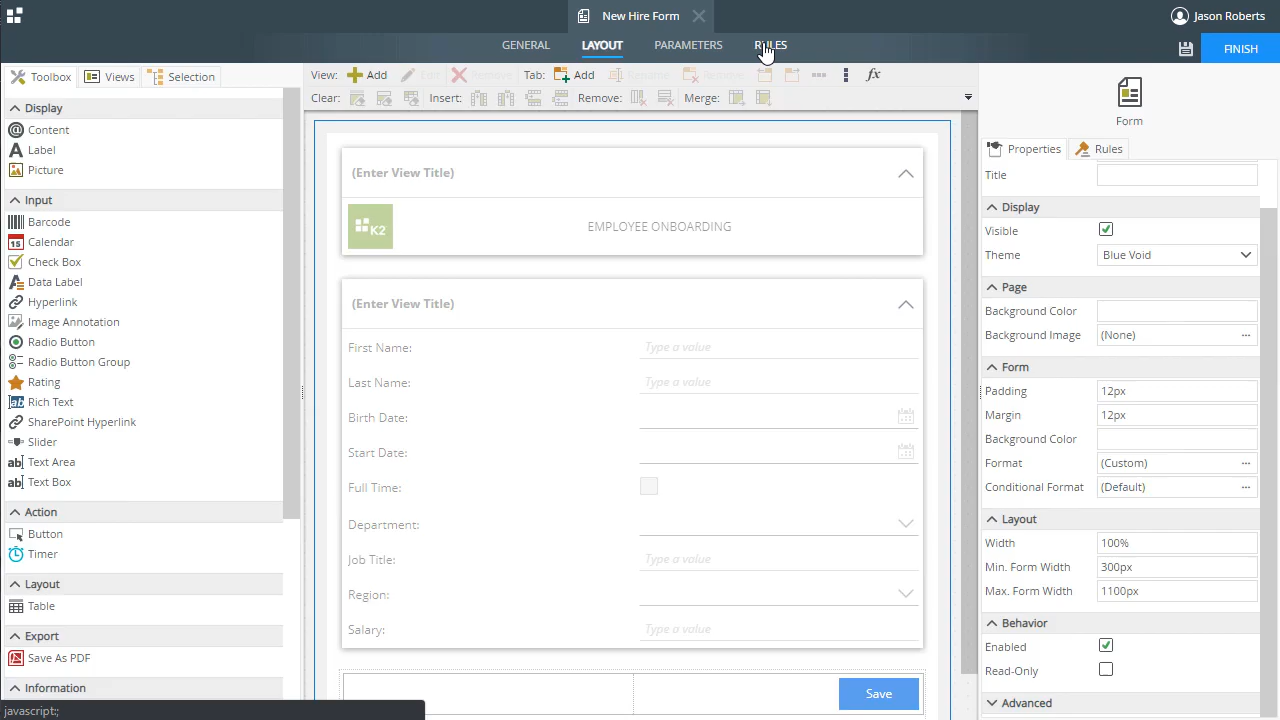 New Hire Form
Jason Roberts
GENERAL LAYOUT PARAMETERS RULES
FINISH
Toolbox Views Selection
View: Add Edit Remove Tab: Add Rename Remove fx
Clear: Insert: Remove: Merge:
Display
Content
Label
Picture
Input
Barcode
Calendar
Check Box
Data Label
Hyperlink
Image Annotation
Radio Button
Radio Button Group
Rating
Rich Text
SharePoint Hyperlink
Slider
Text Area
Text Box
Action
Button
Timer
Layout
Table
Export
Save As PDF
Information
javascript:;
(Enter View Title)
K2 EMPLOYEE ONBOARDING
(Enter View Title)
First Name: Type a value
Last Name: Type a value
Birth Date:
Start Date:
Full Time:
Department:
Job Title: Type a value
Region:
Salary: Type a value
Save
Form
Properties Rules
Title
Display
Visible
Theme Blue Void
Page
Background Color
Background Image (None)
Form
Padding 12px
Margin 12px
Background Color
Format (Custom)
Conditional Format (Default)
Layout
Width 100%
Min. Form Width 300px
Max. Form Width 1100px
Behavior
Enabled
Read-Only
Advanced